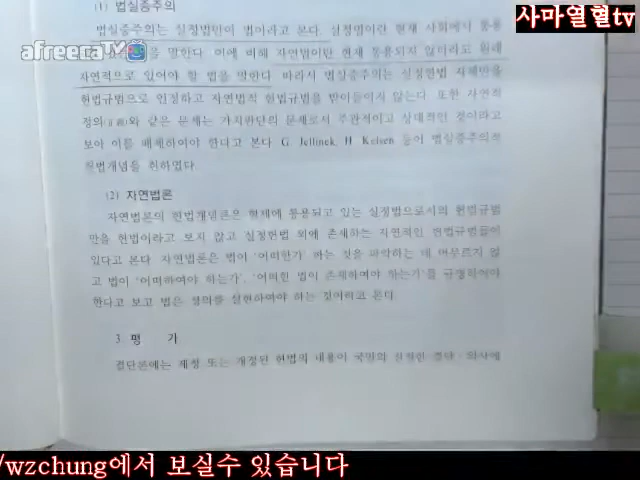 사마열혈tv
afreecaTV
(1) 법실증주의
법실증주의는 실정법만이 법이라고 본다. 실정법이란 현재 사회에서 통용
법을 말한다. 이에 비해 자연법이란 현재 통용되지 않더라도 원래
자연적으로 있어야 할 법을 말한다. 따라서 법실증주의는 실정헌법 자체만을
헌법규범으로 인정하고 자연법적 헌법규범을 받아들이지 않는다. 또한 자연적
정의(正義)와 같은 문제는 가치판단의 문제로서 주관적이고 상대적인 것이라고
보아 이를 배제하여야 한다고 본다. G. Jellinek, H. Kelsen 등이 법실증주의적
헌법개념을 취하였다.
(2) 자연법론
자연법론의 헌법개념론은 현재에 통용되고 있는 실정법으로서의 헌법규범
만을 헌법이라고 보지 않고 실정헌법 외에 존재하는 자연적인 헌법규범들이
있다고 본다. 자연법론은 법이 '어떠한가' 하는 것을 파악하는 데 머무르지 않
고 법이 '어떠하여야 하는가', '어떠한 법이 존재하여야 하는가'를 규명하여야
한다고 보고 법은 정의를 실현하여야 하는 것이라고 본다.
3. 평 가
결단론에는 제정 또는 개정된 헌법의 내용이 국민의 진정한 결단·의사에
/wzchung에서 보실수 있습니다